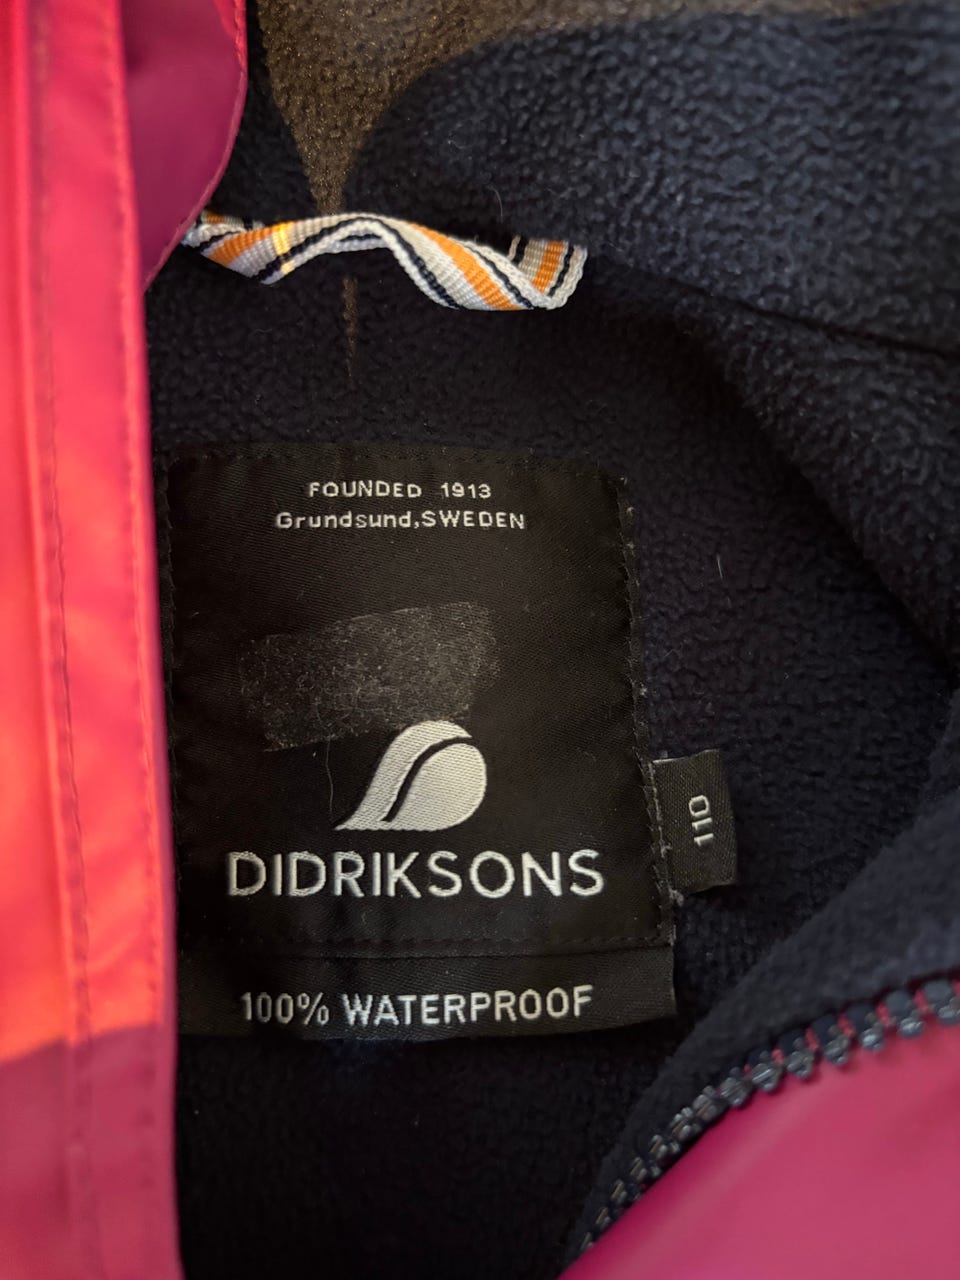 FOUNDED 1913
Grundsund,SWEDEN
DIDRIKSONS
110
100% WATERPROOF